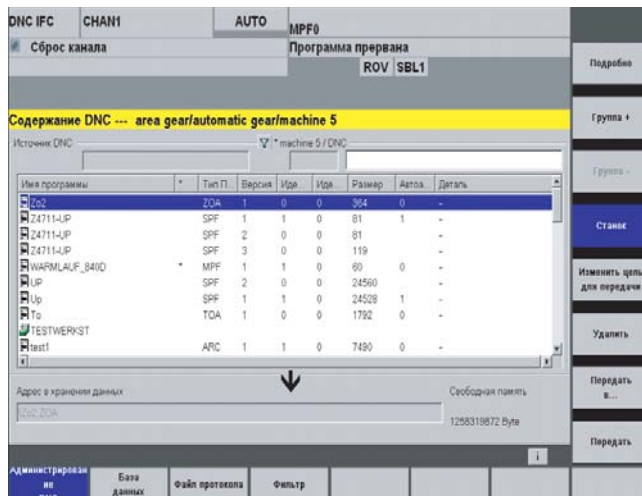 DNC IFC CHAN1 AUTO MPF0
Сброс канала Программа прервана
ROV SBL1
Содержание DNC --- area gear/automatic gear/machine 5
Источник DNC * machine 5 / DNC
Имя программы * Тип П... Версия Иде... Иде... Размер Автоа... Деталь
Zo2 ZOA 1 0 0 364 0 -
Z4711-UP SPF 1 1 0 81 1 -
Z4711-UP SPF 2 0 0 81 -
Z4711-UP SPF 3 0 0 119 -
WARMLAUF_840D * MPF 1 1 0 60 0 -
UP SPF 2 0 0 24560 -
Up SPF 1 1 0 24528 1 -
To TOA 1 0 0 1792 0 -
TESTWERKST
test1 ARC 1 1 0 7490 0 -
Адрес в хранении данных Свободная память
\Zo2.ZOA
1258319872 Byte
i
Администрирован
ие
DNC
База
данных
Файл протокола
Фильтр
Подробно
Группа +
Группа -
Станок
Изменить цель
для передачи
Удалить
Передать
в...
Передать